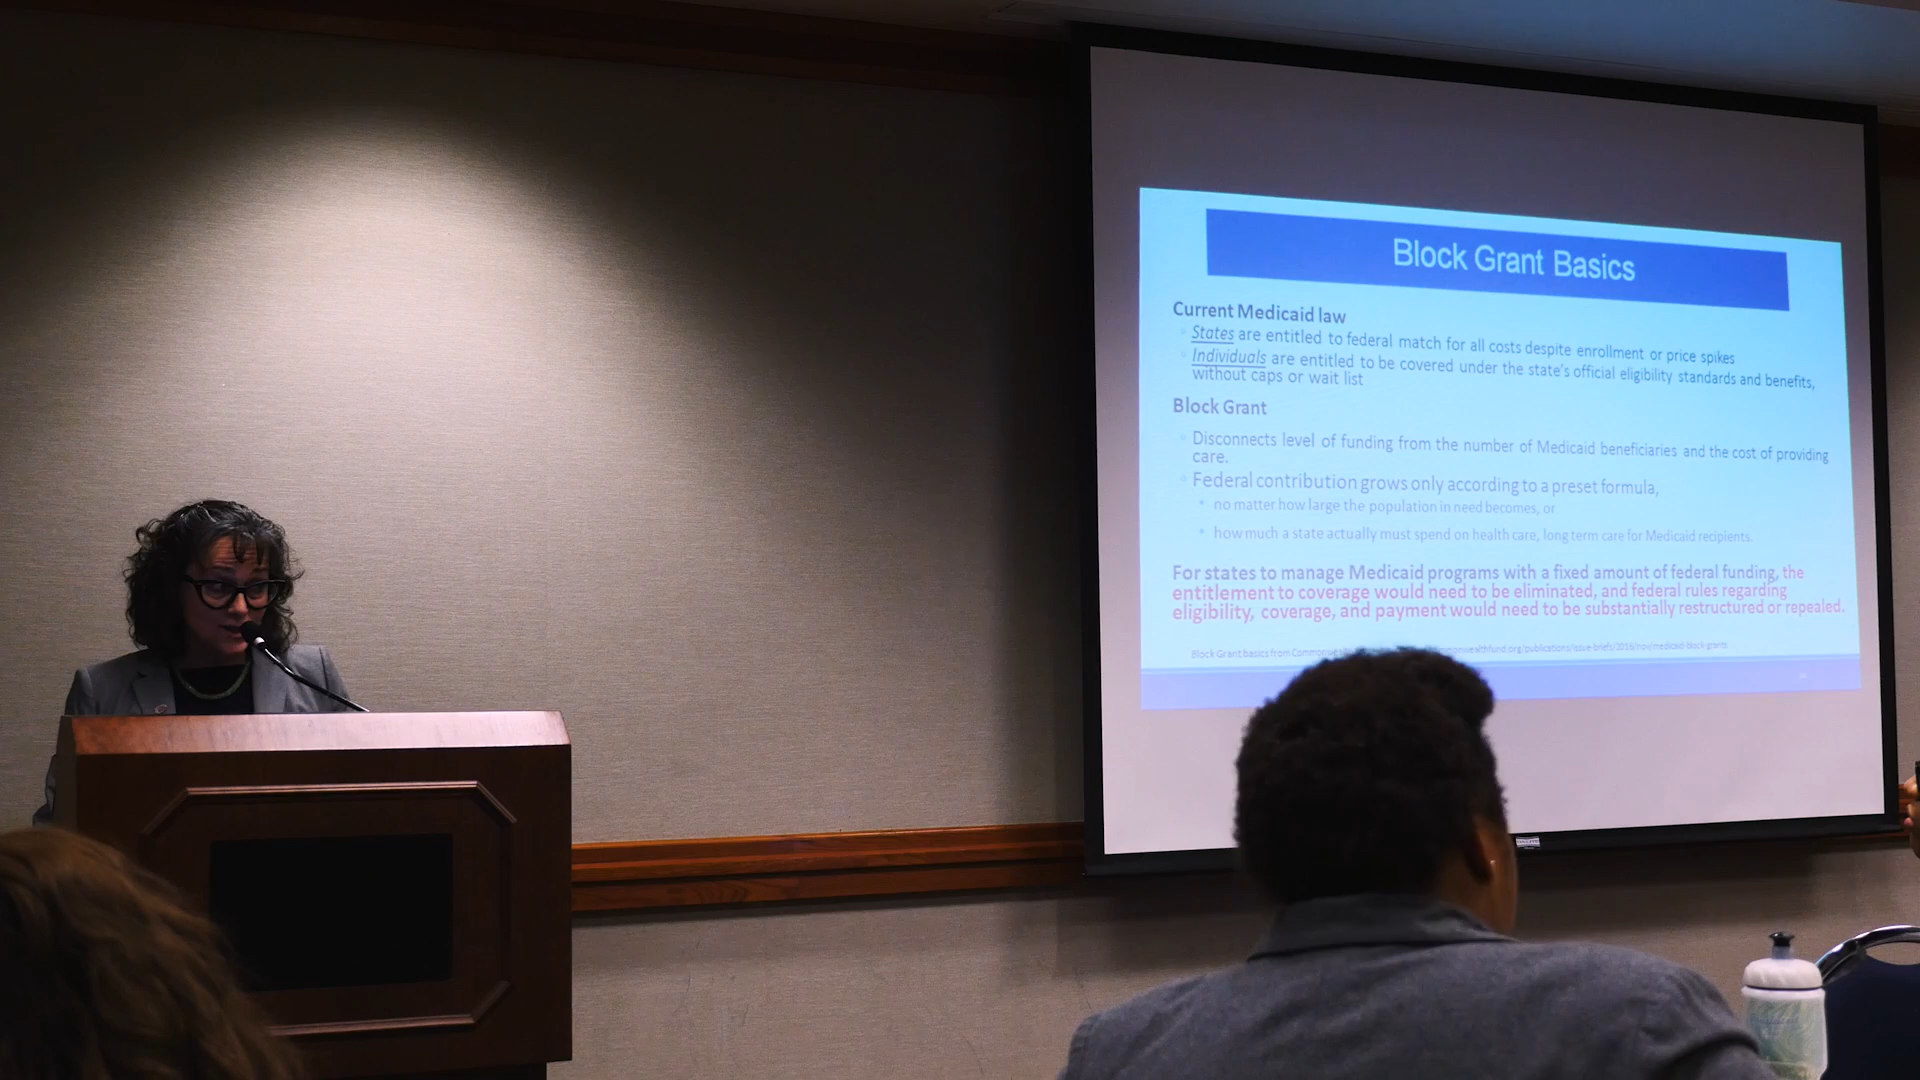 Block Grant Basics
Current Medicaid law
States are entitled to federal match for all costs despite enrollment or price spikes
Individuals are entitled to be covered under the state's official eligibility standards and benefits,
without caps or wait list
Block Grant
Disconnects level of funding from the number of Medicaid beneficiaries and the cost of providing
care.
Federal contribution grows only according to a preset formula,
no matter how large the population in need becomes, or
how much a state actually must spend on health care, long term care for Medicaid recipients.
For states to manage Medicaid programs with a fixed amount of federal funding, the
entitlement to coverage would need to be eliminated, and federal rules regarding
eligibility, coverage, and payment would need to be substantially restructured or repealed.
Block Grant basics from